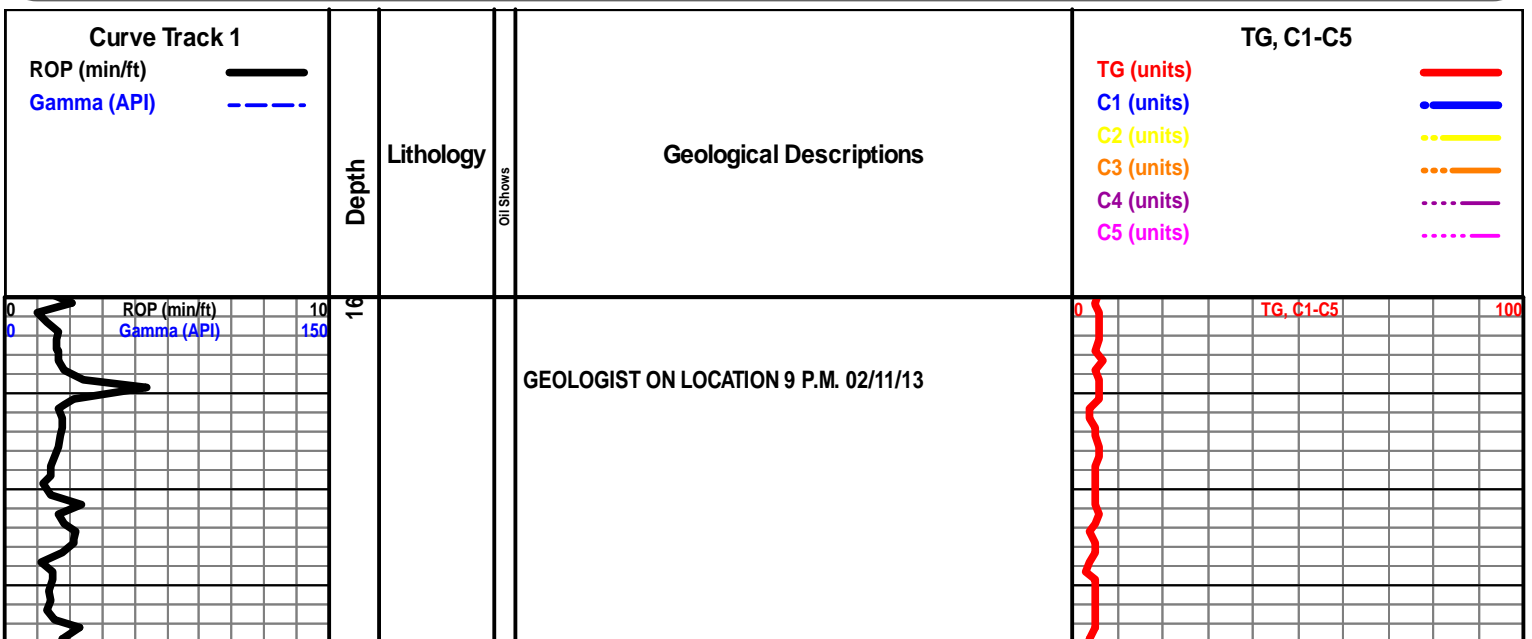 Curve Track 1
ROP (min/ft)
Gamma (API)
Depth
Lithology
Oil Shows
Geological Descriptions
TG, C1-C5
TG (units)
C1 (units)
C2 (units)
C3 (units)
C4 (units)
C5 (units)
0 ROP (min/ft) 10
0 Gamma (API) 150
16
0 TG, C1-C5 100
GEOLOGIST ON LOCATION 9 P.M. 02/11/13